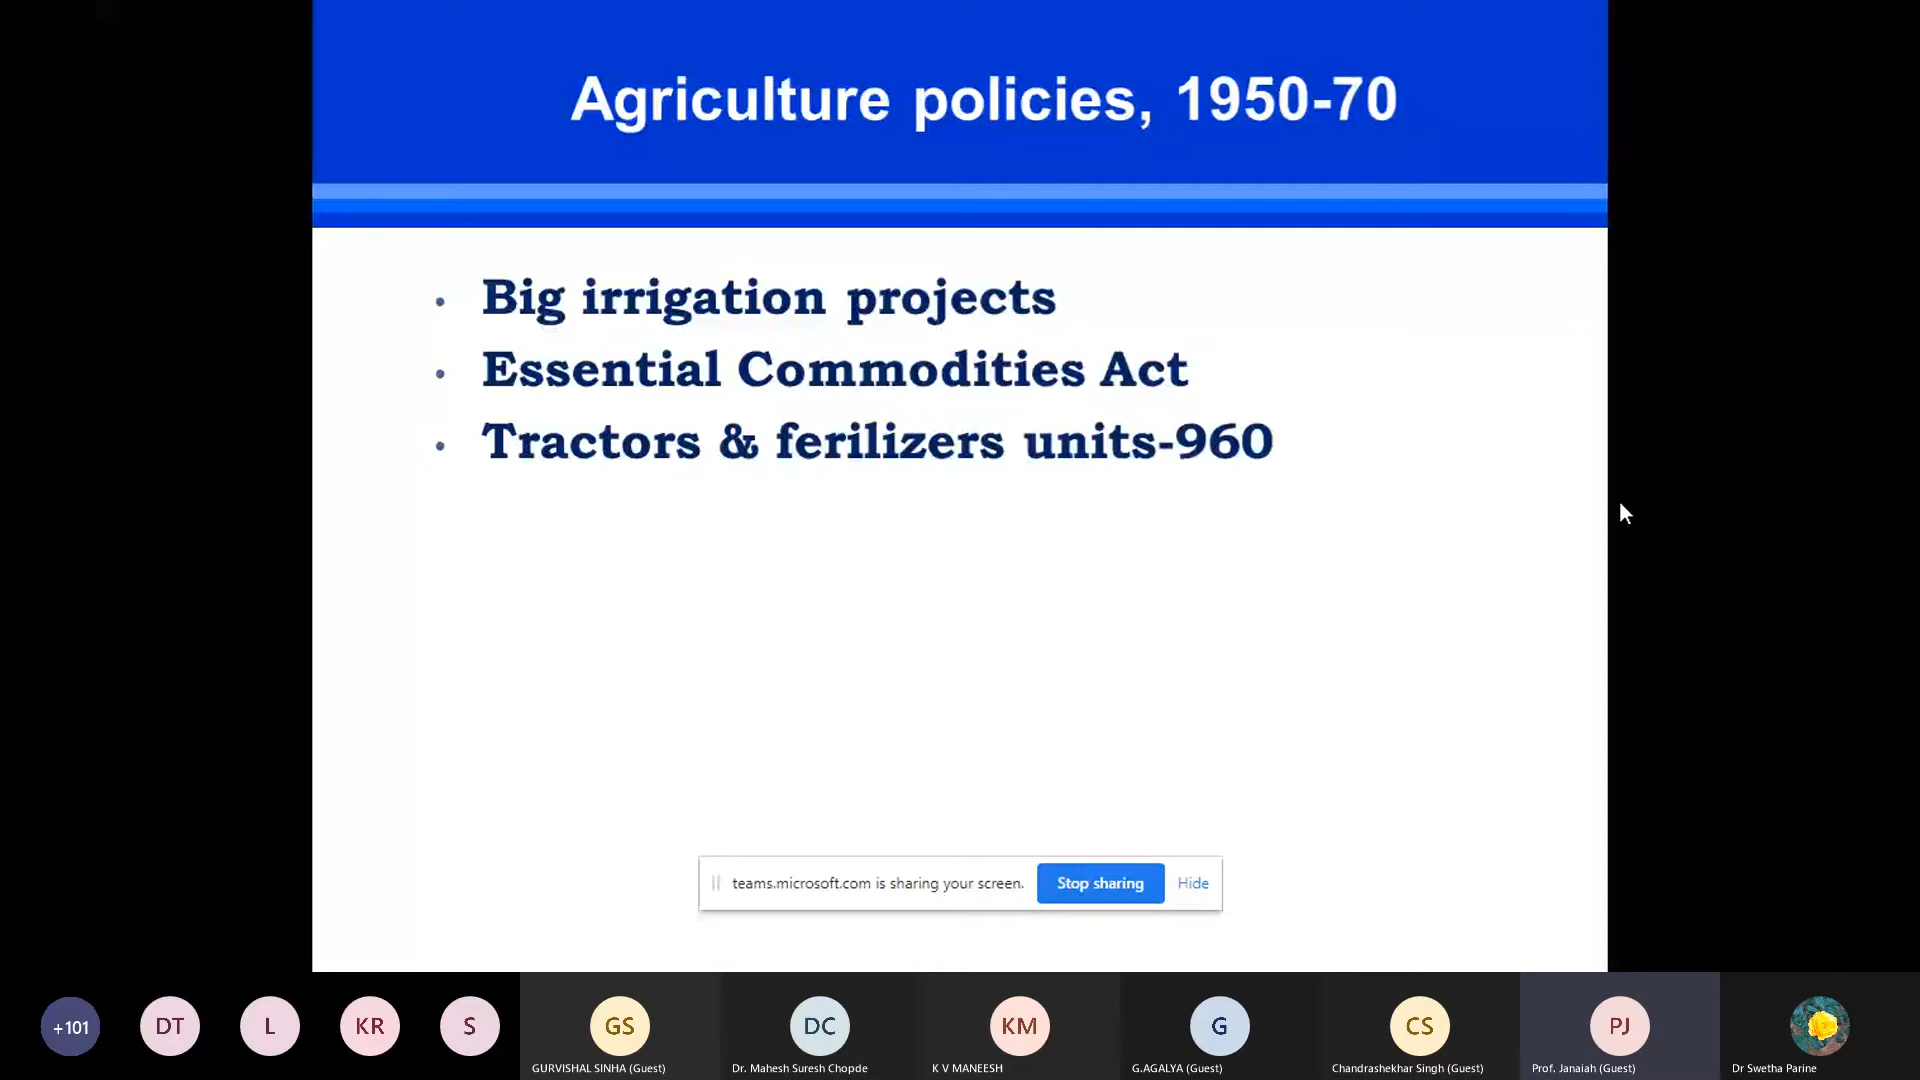 Agriculture policies, 1950-70
• Big irrigation projects
• Essential Commodities Act
• Tractors & ferilizers units-960
teams.microsoft.com is sharing your screen. Stop sharing Hide
+101 DT L KR S GS DC KM G CS PJ
GURVISHAL SINHA (Guest) Dr. Mahesh Suresh Chopde K V MANEESH G.AGALYA (Guest) Chandrashekhar Singh (Guest) Prof. Janaiah (Guest) Dr Swetha Parine